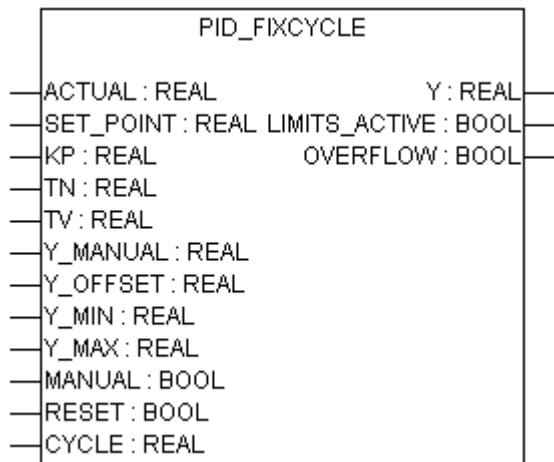 PID_FIXCYCLE
ACTUAL : REAL Y : REAL
SET_POINT : REAL LIMITS_ACTIVE : BOOL
KP : REAL OVERFLOW : BOOL
TN : REAL
TV : REAL
Y_MANUAL : REAL
Y_OFFSET : REAL
Y_MIN : REAL
Y_MAX : REAL
MANUAL : BOOL
RESET : BOOL
CYCLE : REAL